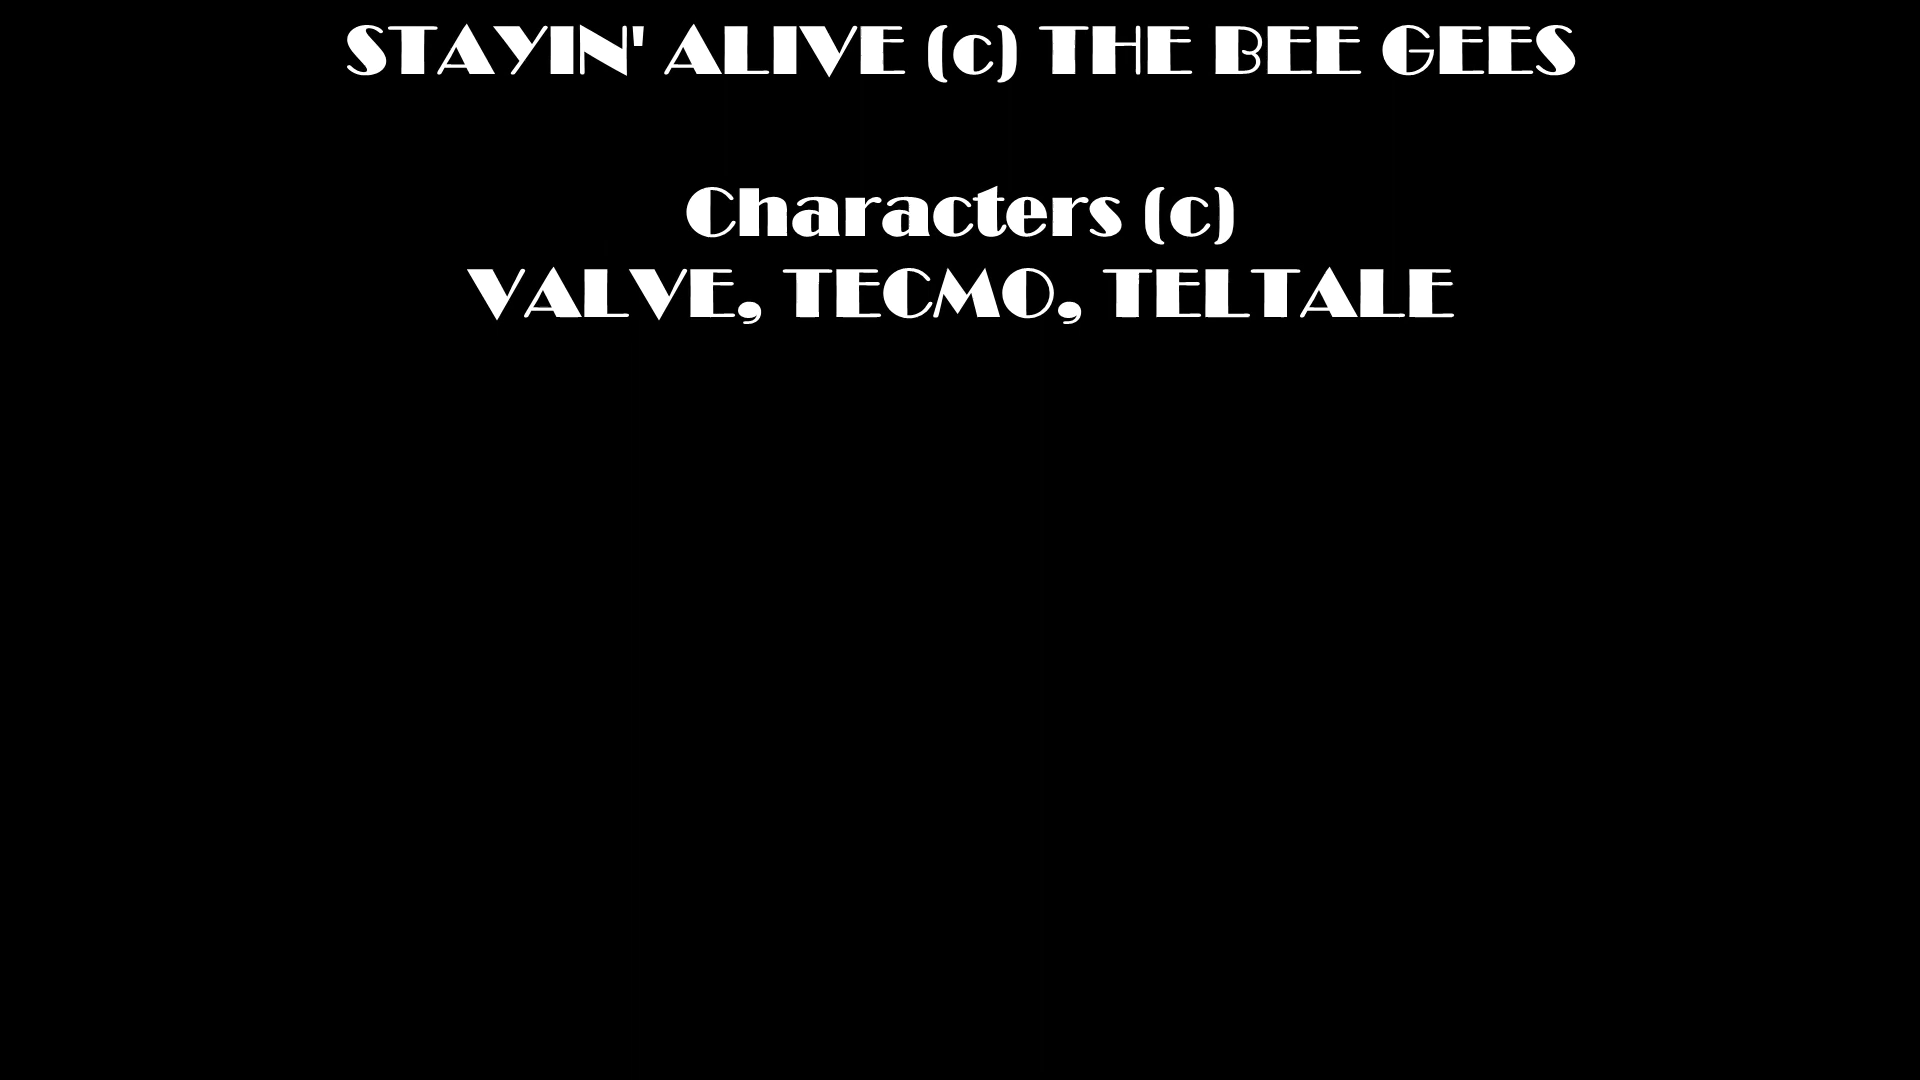 STAYIN' ALIVE (c) THE BEE GEES
Characters (c)
VALVE, TECMO, TELTALE